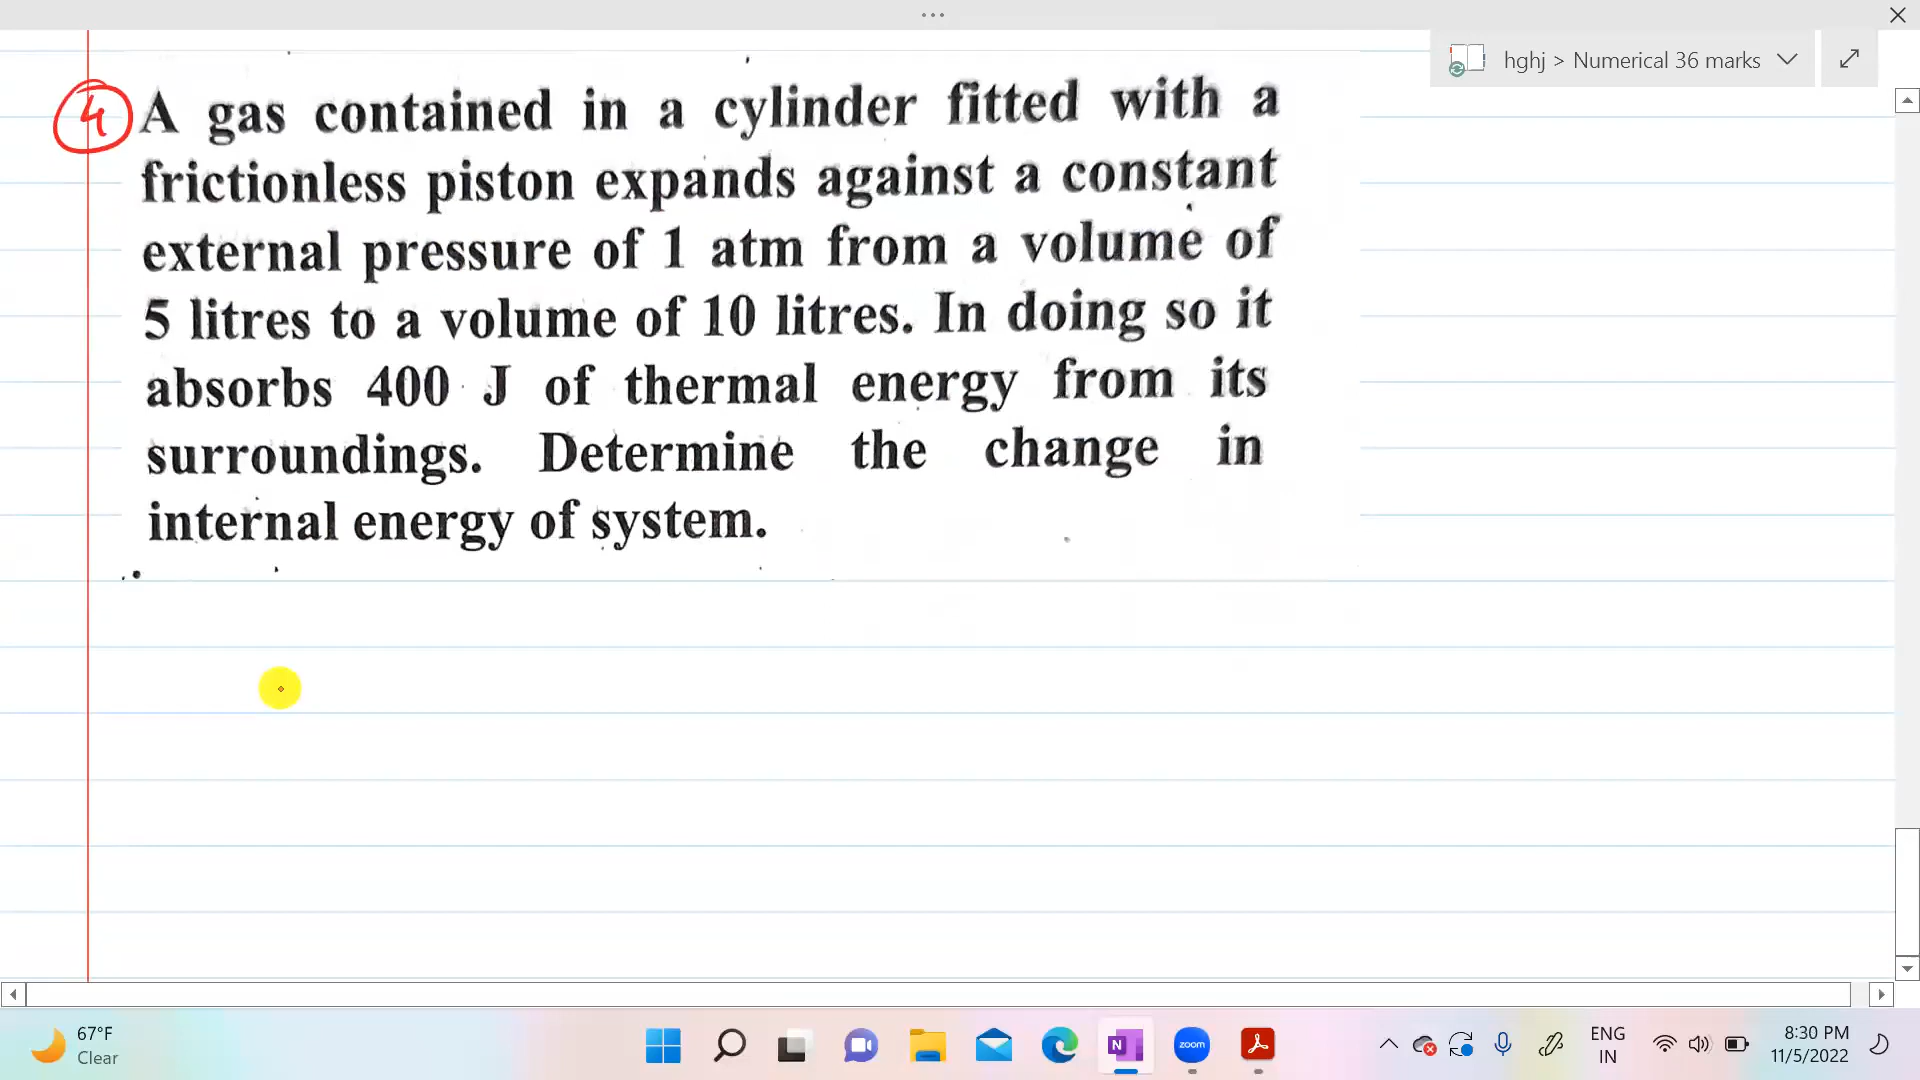 hghj > Numerical 36 marks
4 A gas contained in a cylinder fitted with a
frictionless piston expands against a constant
external pressure of 1 atm from a volume of
5 litres to a volume of 10 litres. In doing so it
absorbs 400 J of thermal energy from its
surroundings. Determine the change in
internal energy of system.
67°F
Clear
N
zoom
ENG
IN
8:30 PM
11/5/2022